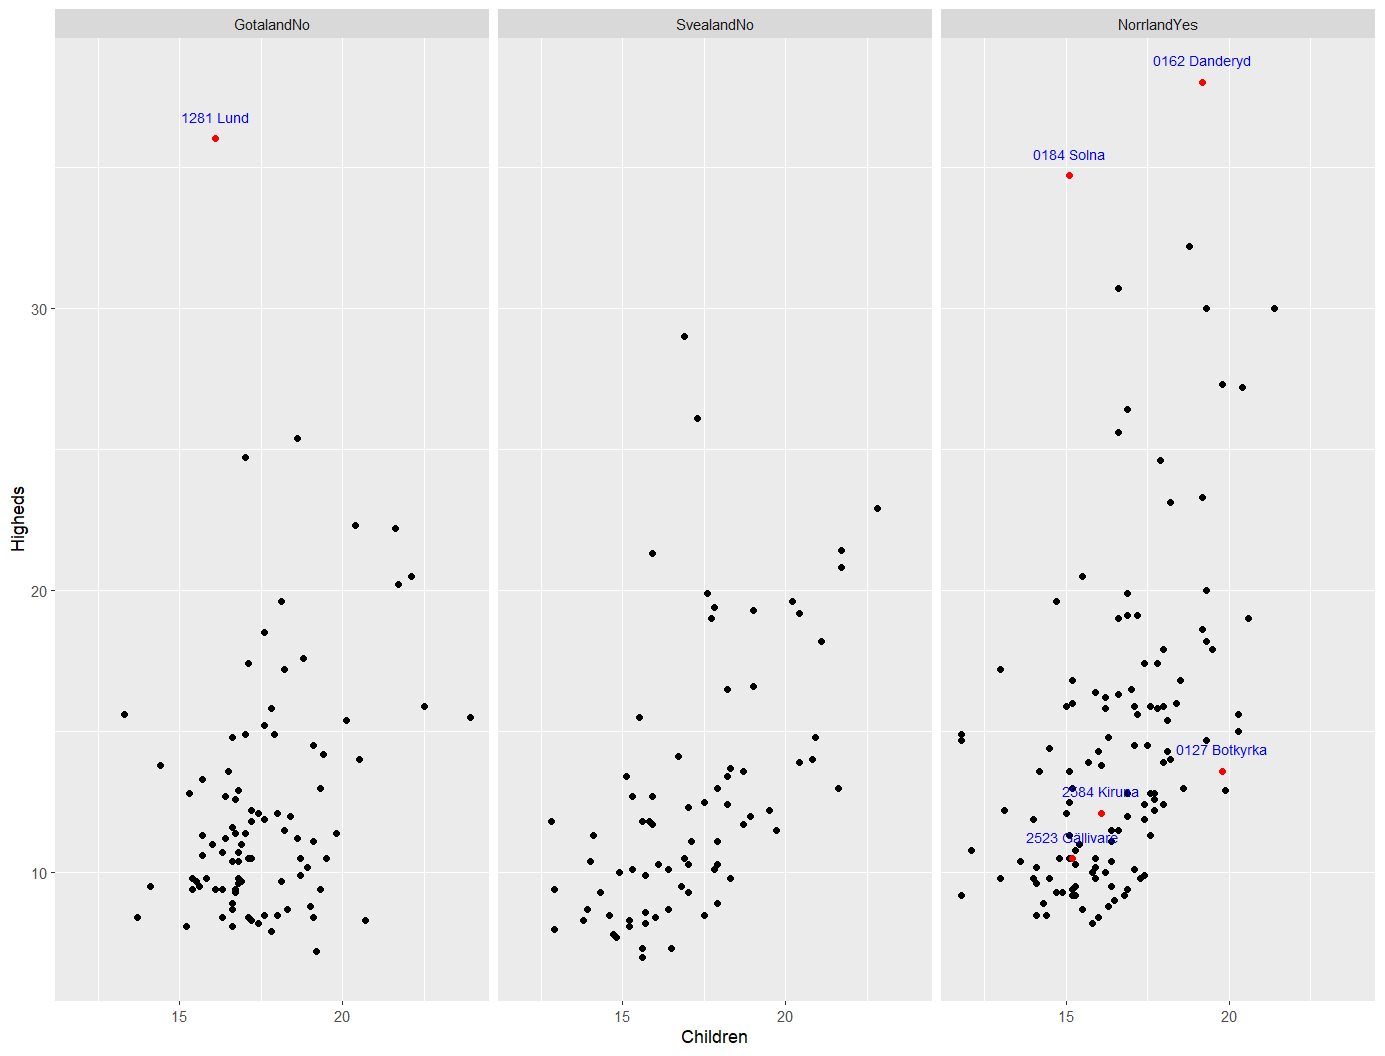 GotalandNo
SvealandNo
NorrlandYes
0162 Danderyd
1281 Lund
0184 Solna
0127 Botkyrka
2584 Kiruna
2523 Gällivare
Higheds
30
20
10
15
20
15
20
15
20
Children